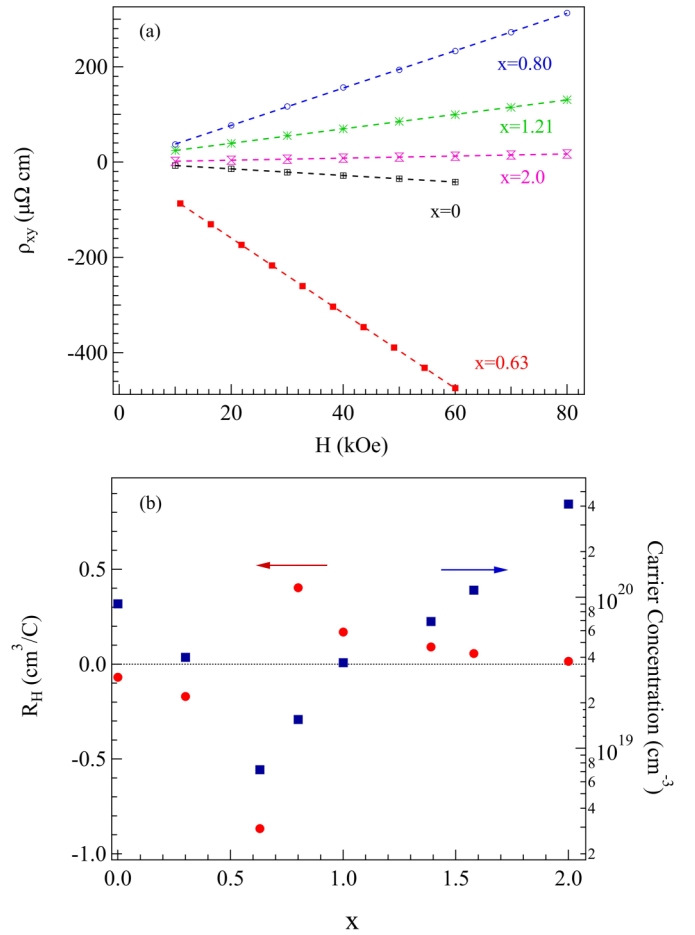 (a)
200
0
-200
-400
ρxy (μΩ cm)
x=0.80
x=1.21
x=2.0
x=0
x=0.63
0 20 40 60 80
H (kOe)
(b)
0.5
0.0
-0.5
-1.0
RH (cm³/C)
4
2
10²⁰
8
6
4
2
10¹⁹
8
6
4
2
Carrier Concentration (cm⁻³)
0.0 0.5 1.0 1.5 2.0
x